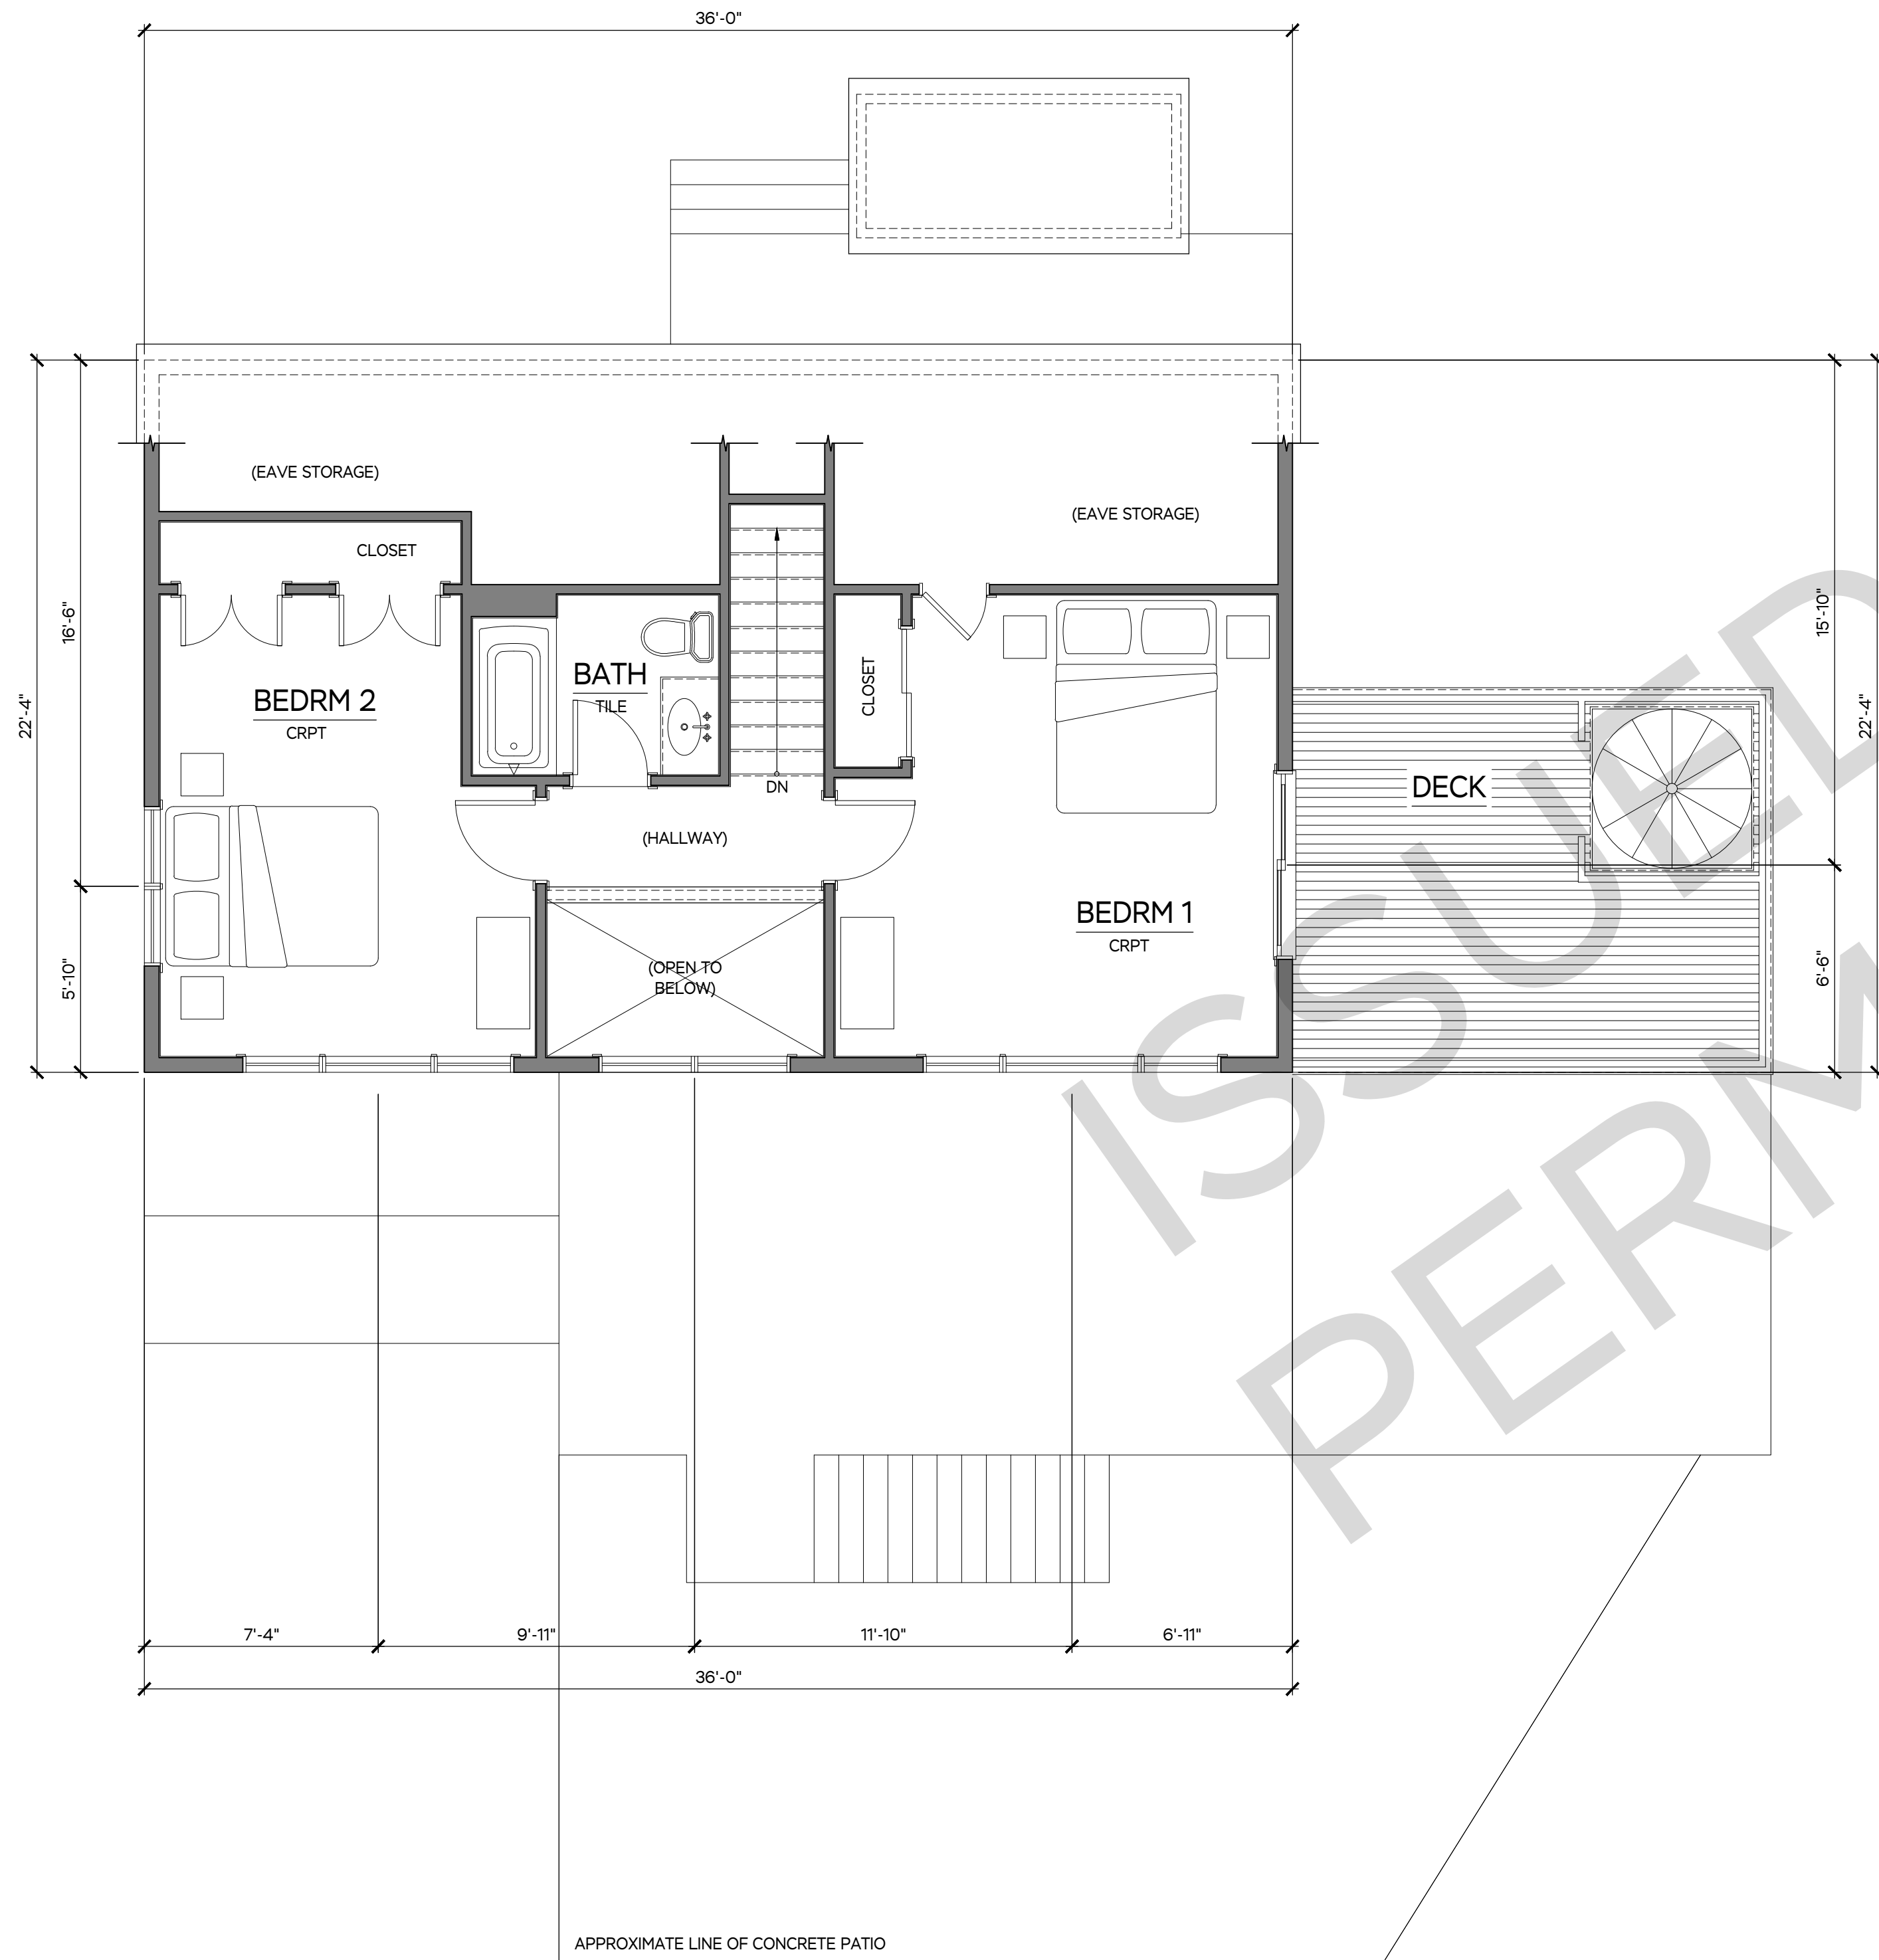 36'-0"
(EAVE STORAGE)
(EAVE STORAGE)
CLOSET
16'-6"
22'-4"
15'-10"
22'-4"
BEDRM 2
CRPT
BATH
TILE
CLOSET
DN
DECK
(HALLWAY)
BEDRM 1
CRPT
(OPEN TO
BELOW)
5'-10"
6'-6"
ISSUED
PERM
7'-4"
9'-11"
11'-10"
6'-11"
36'-0"
APPROXIMATE LINE OF CONCRETE PATIO